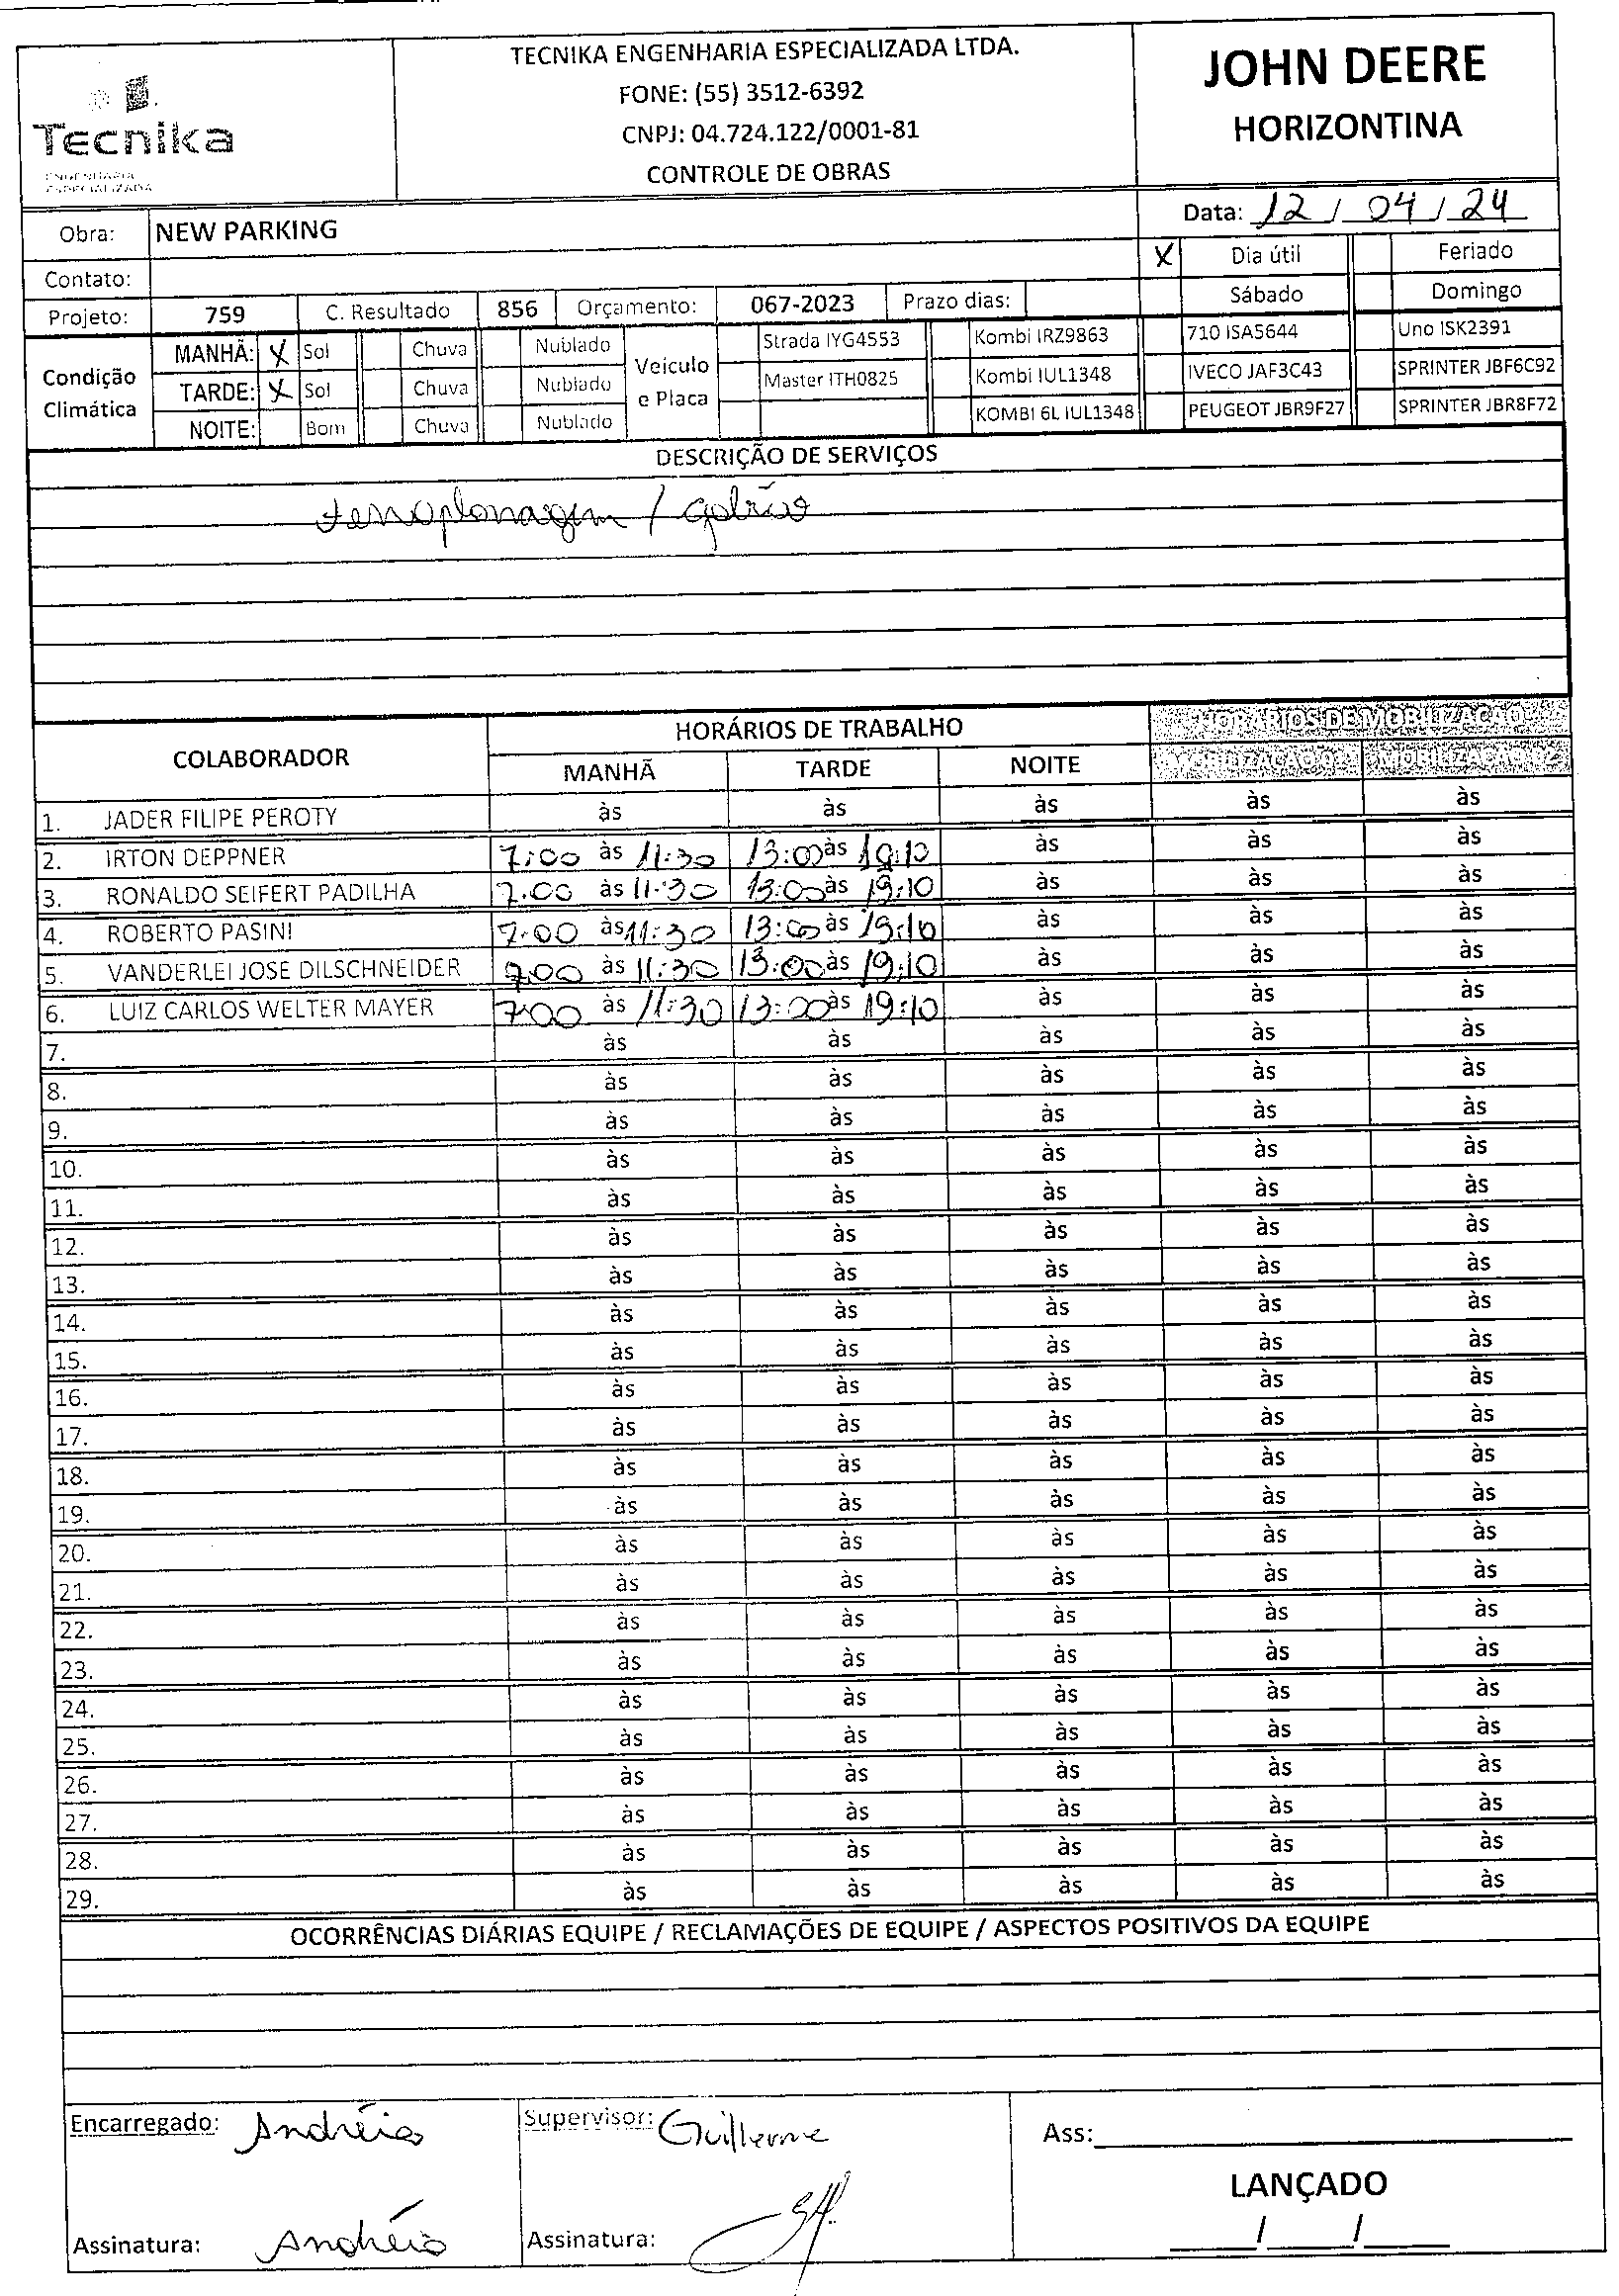 Tecnika
ENGENHARIA
ESPECIALIZADA
TECNIKA ENGENHARIA ESPECIALIZADA LTDA.
FONE: (55) 3512-6392
CNPJ: 04.724.122/0001-81
CONTROLE DE OBRAS
JOHN DEERE
HORIZONTINA
Obra: NEW PARKING
Data: 12 / 04 / 24
Contato:
X Dia útil Feriado
Sábado Domingo
Projeto: 759 C. Resultado 856 Orçamento: 067-2023 Prazo dias:
Condição Climática
MANHÃ: X Sol Chuva Nublado
TARDE: X Sol Chuva Nublado
NOITE: Bom Chuva Nublado
Veículo e Placa
Strada IYG4553 Kombi IRZ9863 710 ISA5644 Uno ISK2391
Master ITH0825 Kombi IUL1348 IVECO JAF3C43 SPRINTER JBF6C92
KOMBI 6L IUL1348 PEUGEOT JBR9F27 SPRINTER JBR8F72
DESCRIÇÃO DE SERVIÇOS
terraplanagem / gabião
COLABORADOR
HORÁRIOS DE TRABALHO
HORÁRIOS DE MOBILIZAÇÃO
MANHÃ TARDE NOITE
1. JADER FILIPE PEROTY às às às às às
2. IRTON DEPPNER 7:00 às 11:30 13:00 às 19:10 às às às
3. RONALDO SEIFERT PADILHA 7:00 às 11:30 13:00 às 19:10 às às às
4. ROBERTO PASINI 7:00 às 11:30 13:00 às 19:10 às às às
5. VANDERLEI JOSE DILSCHNEIDER 7:00 às 11:30 13:00 às 19:10 às às às
6. LUIZ CARLOS WELTER MAYER 7:00 às 11:30 13:00 às 19:10 às às às
7. às às às às às
8. às às às às às
9. às às às às às
10. às às às às às
11. às às às às às
12. às às às às às
13. às às às às às
14. às às às às às
15. às às às às às
16. às às às às às
17. às às às às às
18. às às às às às
19. às às às às às
20. às às às às às
21. às às às às às
22. às às às às às
23. às às às às às
24. às às às às às
25. às às às às às
26. às às às às às
27. às às às às às
28. às às às às às
29. às às às às às
OCORRÊNCIAS DIÁRIAS EQUIPE / RECLAMAÇÕES DE EQUIPE / ASPECTOS POSITIVOS DA EQUIPE
Encarregado: Andréia
Supervisor: Guilherme
Ass:
LANÇADO
Assinatura: Andréia
Assinatura:
/ /